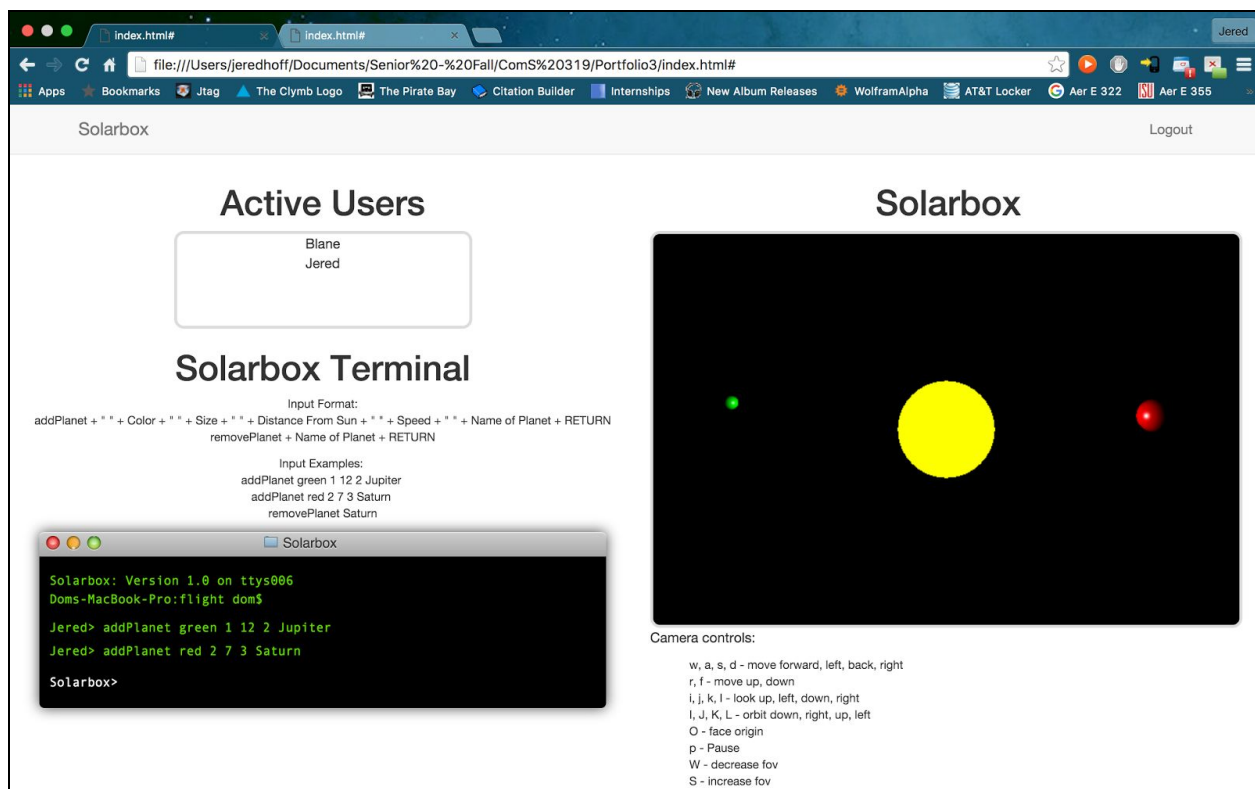 index.html#
index.html#
Jered
file:///Users/jeredhoff/Documents/Senior%20-%20Fall/ComS%20319/Portfolio3/index.html#
Apps Bookmarks Jtag The Clymb Logo The Pirate Bay Citation Builder Internships New Album Releases WolframAlpha AT&T Locker Aer E 322 Aer E 355 »
Solarbox Logout
Active Users
Blane
Jered
Solarbox Terminal
Input Format:
addPlanet + " " + Color + " " + Size + " " + Distance From Sun + " " + Speed + " " + Name of Planet + RETURN
removePlanet + Name of Planet + RETURN
Input Examples:
addPlanet green 1 12 2 Jupiter
addPlanet red 2 7 3 Saturn
removePlanet Saturn
Solarbox
Solarbox: Version 1.0 on ttys006
Doms-MacBook-Pro:flight dom$
Jered> addPlanet green 1 12 2 Jupiter
Jered> addPlanet red 2 7 3 Saturn
Solarbox>
Solarbox
Camera controls:
w, a, s, d - move forward, left, back, right
r, f - move up, down
i, j, k, l - look up, left, down, right
I, J, K, L - orbit down, right, up, left
O - face origin
p - Pause
W - decrease fov
S - increase fov